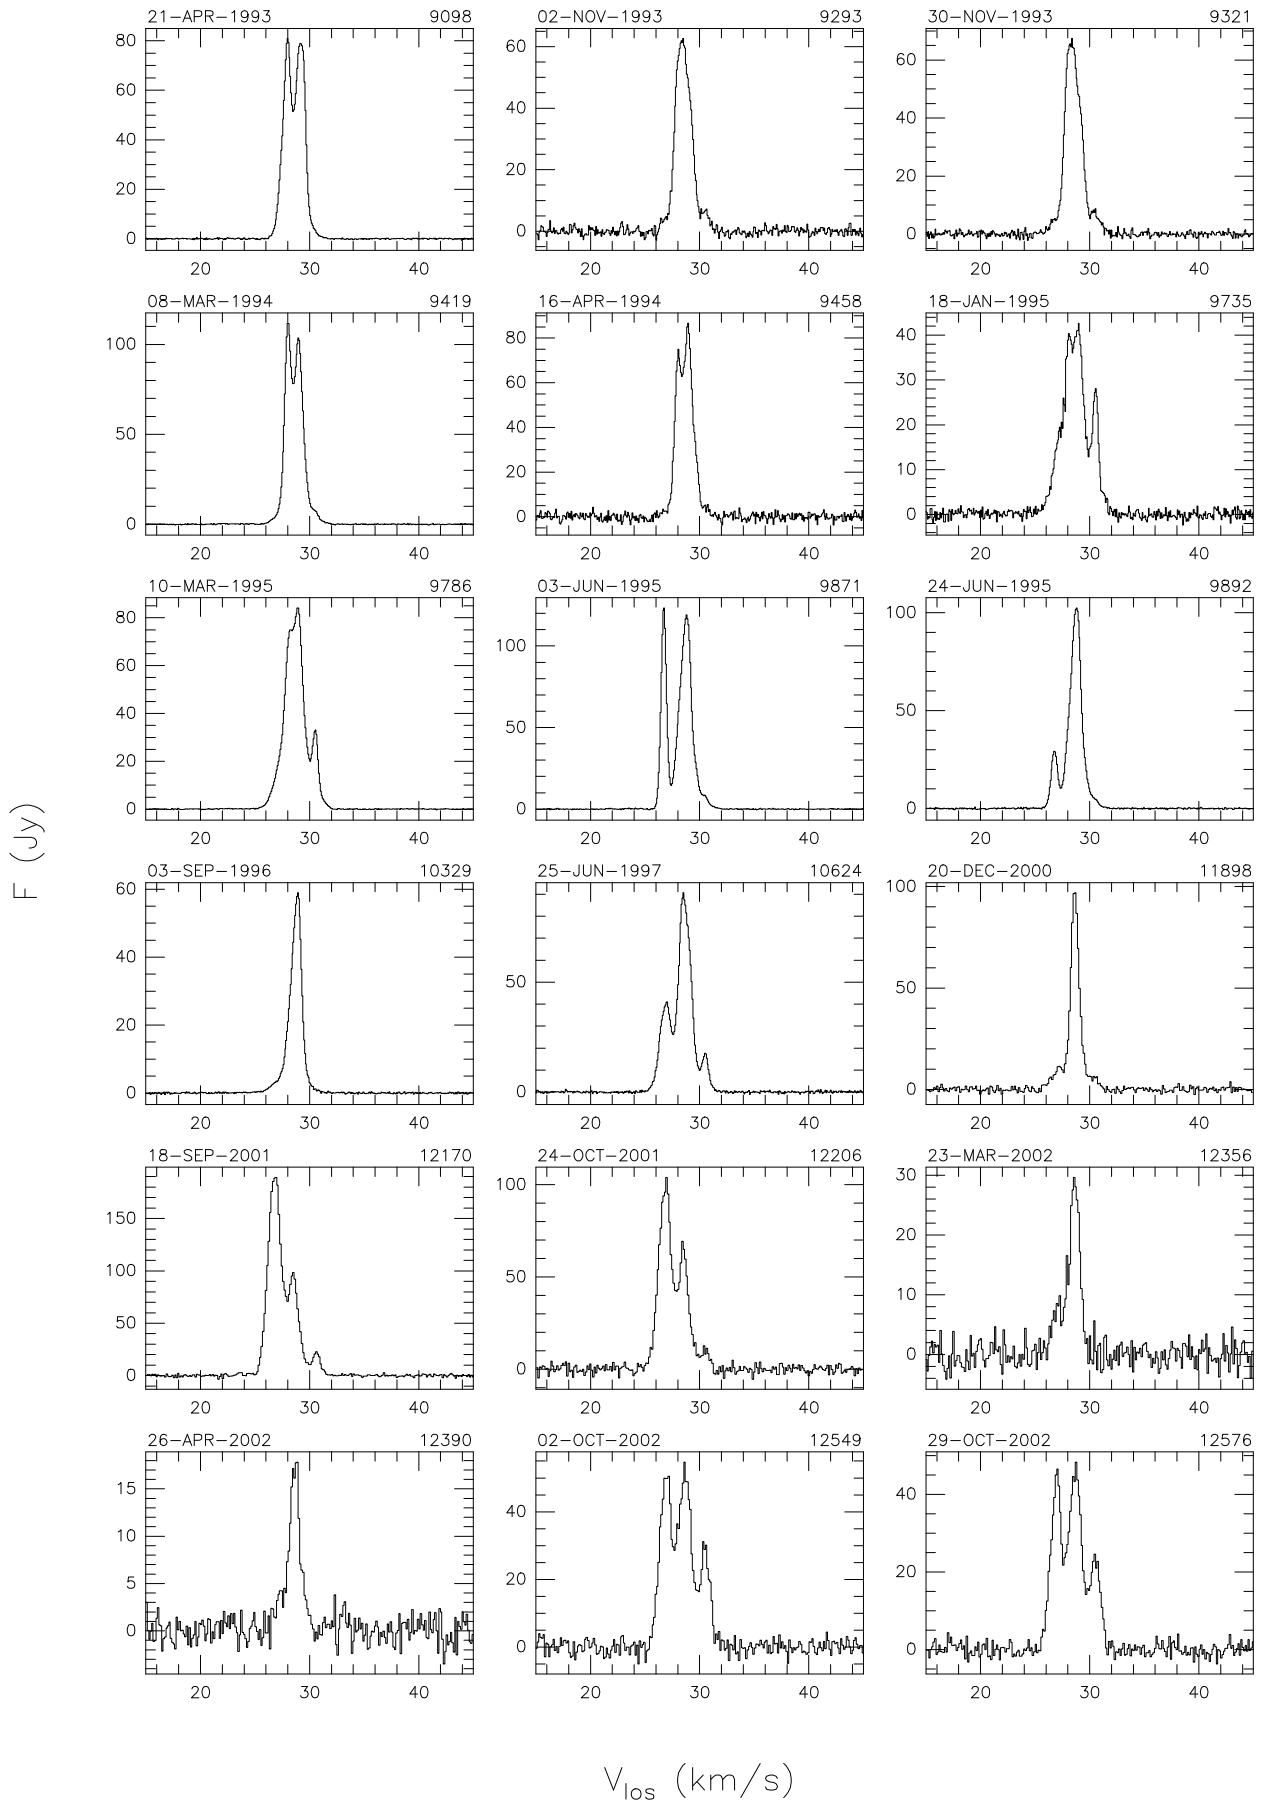 21-APR-1993 9098 02-NOV-1993 9293 30-NOV-1993 9321
80 60 40 20 0
60 40 20 0
60 40 20 0
20 30 40 20 30 40 20 30 40
08-MAR-1994 9419 16-APR-1994 9458 18-JAN-1995 9735
100 50 0
80 60 40 20 0
40 30 20 10 0
20 30 40 20 30 40 20 30 40
10-MAR-1995 9786 03-JUN-1995 9871 24-JUN-1995 9892
80 60 40 20 0
100 50 0
100 50 0
20 30 40 20 30 40 20 30 40
F (Jy)
03-SEP-1996 10329 25-JUN-1997 10624 20-DEC-2000 11898
60 40 20 0
50 0
100 50 0
20 30 40 20 30 40 20 30 40
18-SEP-2001 12170 24-OCT-2001 12206 23-MAR-2002 12356
150 100 50 0
100 50 0
30 20 10 0
20 30 40 20 30 40 20 30 40
26-APR-2002 12390 02-OCT-2002 12549 29-OCT-2002 12576
15 10 5 0
40 20 0
40 20 0
20 30 40 20 30 40 20 30 40
V_los (km/s)